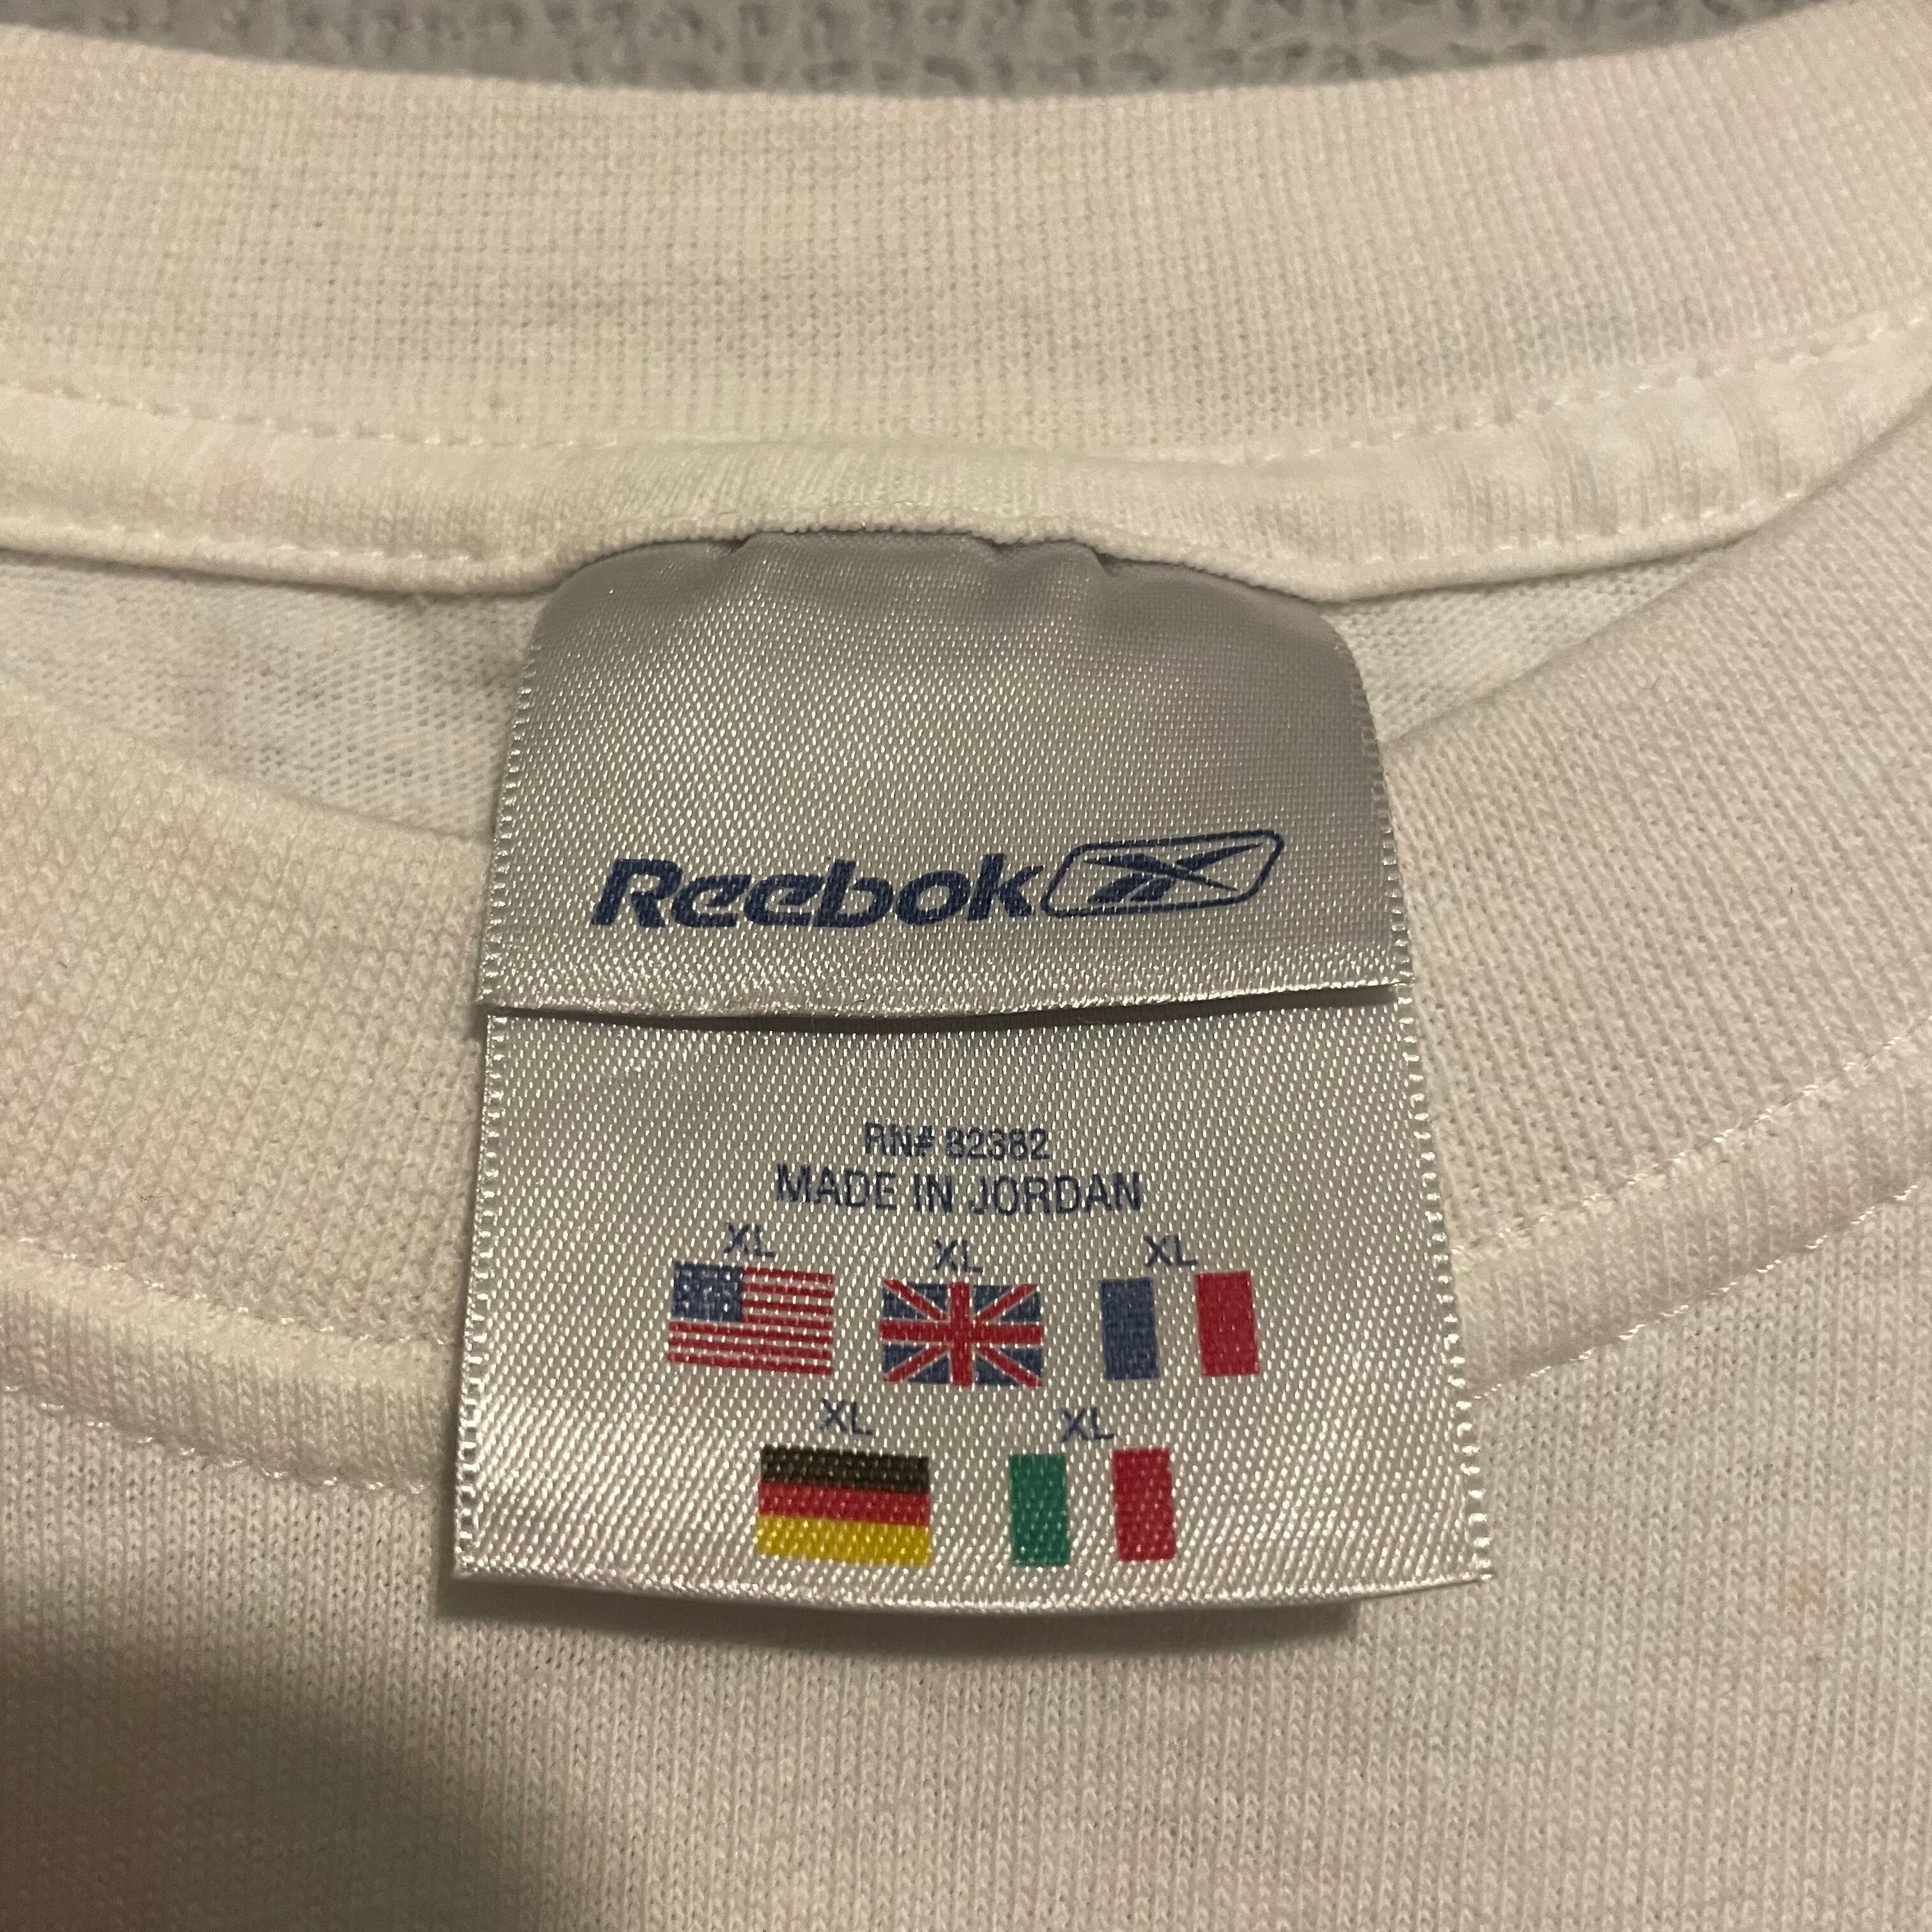 Reebok
RN# 82382
MADE IN JORDAN
XL XL XL
XL XL